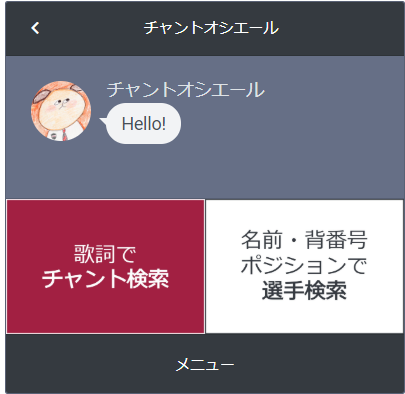 チャントオシエール
チャントオシエール
Hello!
歌詞で
チャント検索
名前・背番号
ポジションで
選手検索
メニュー